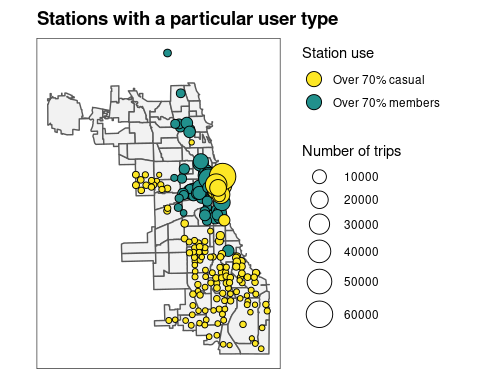 Stations with a particular user type
Station use
Over 70% casual
Over 70% members
Number of trips
10000
20000
30000
40000
50000
60000